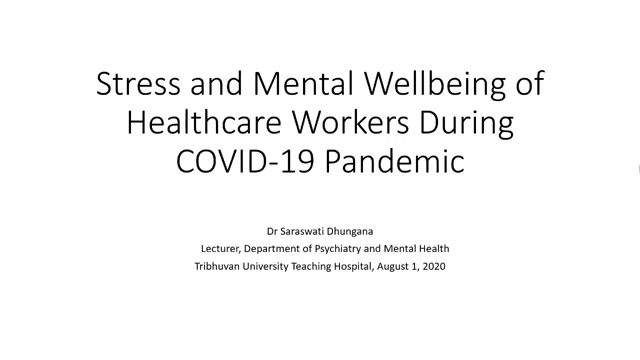 Stress and Mental Wellbeing of
Healthcare Workers During
COVID-19 Pandemic
Dr Saraswati Dhungana
Lecturer, Department of Psychiatry and Mental Health
Tribhuvan University Teaching Hospital, August 1, 2020